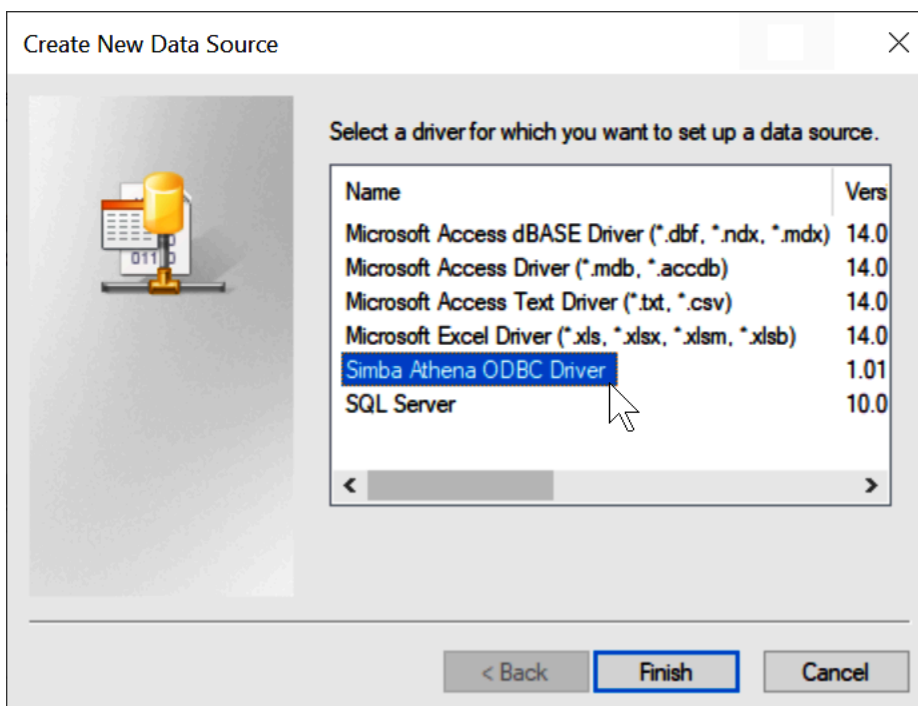 Create New Data Source
Select a driver for which you want to set up a data source.
Name Vers
Microsoft Access dBASE Driver (*.dbf, *.ndx, *.mdx) 14.0
Microsoft Access Driver (*.mdb, *.accdb) 14.0
Microsoft Access Text Driver (*.txt, *.csv) 14.0
Microsoft Excel Driver (*.xls, *.xlsx, *.xlsm, *.xlsb) 14.0
Simba Athena ODBC Driver 1.01
SQL Server 10.0
< Back Finish Cancel